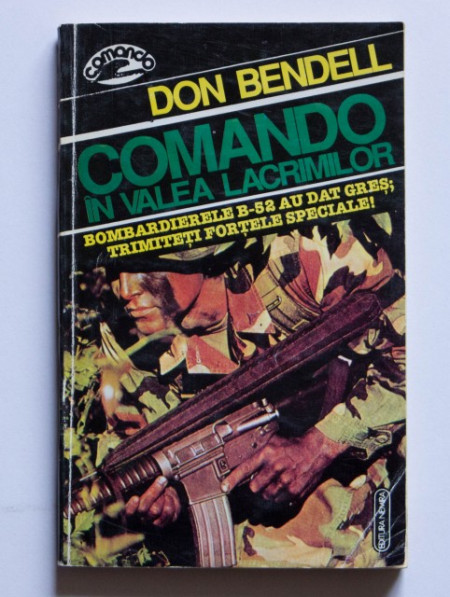 comando
DON BENDELL
COMANDO
ÎN VALEA LACRIMILOR
BOMBARDIERELE B-52 AU DAT GREȘ;
TRIMITEȚI FORȚELE SPECIALE!
EDITURA NEMIRA